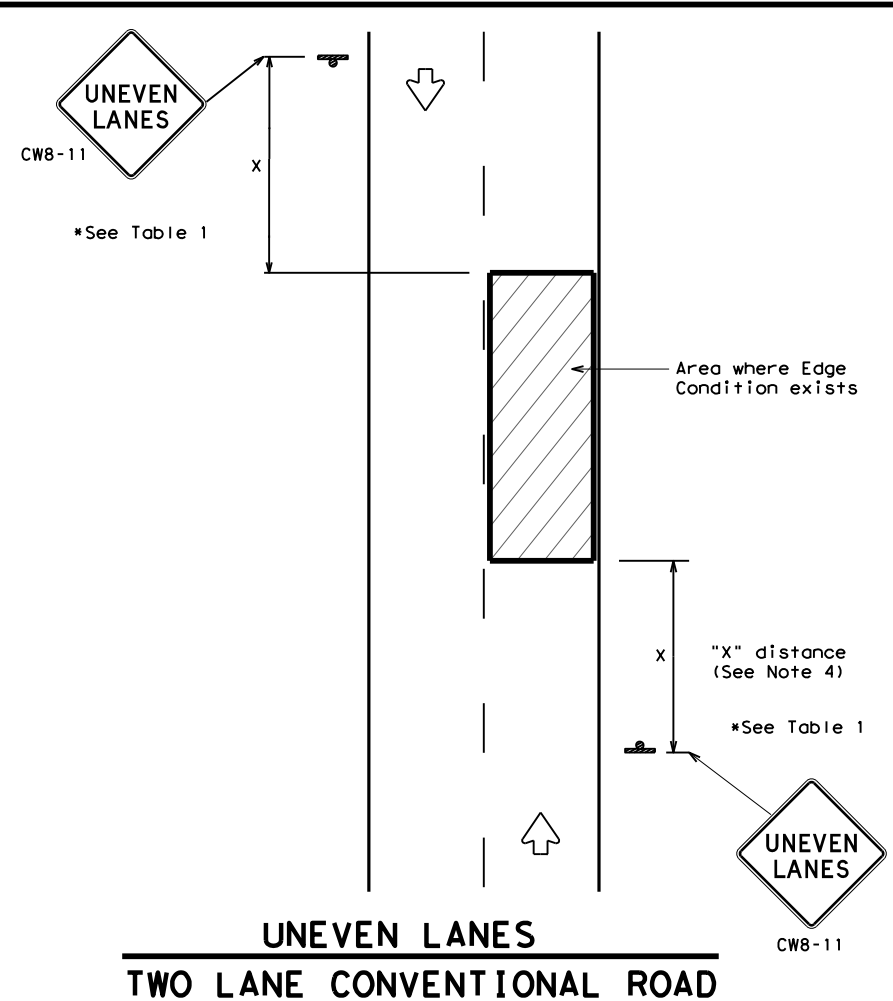 UNEVEN
LANES
CW8-11
X
*See Table 1
Area where Edge
Condition exists
X
"X" distance
(See Note 4)
*See Table 1
UNEVEN
LANES
CW8-11
UNEVEN LANES
TWO LANE CONVENTIONAL ROAD